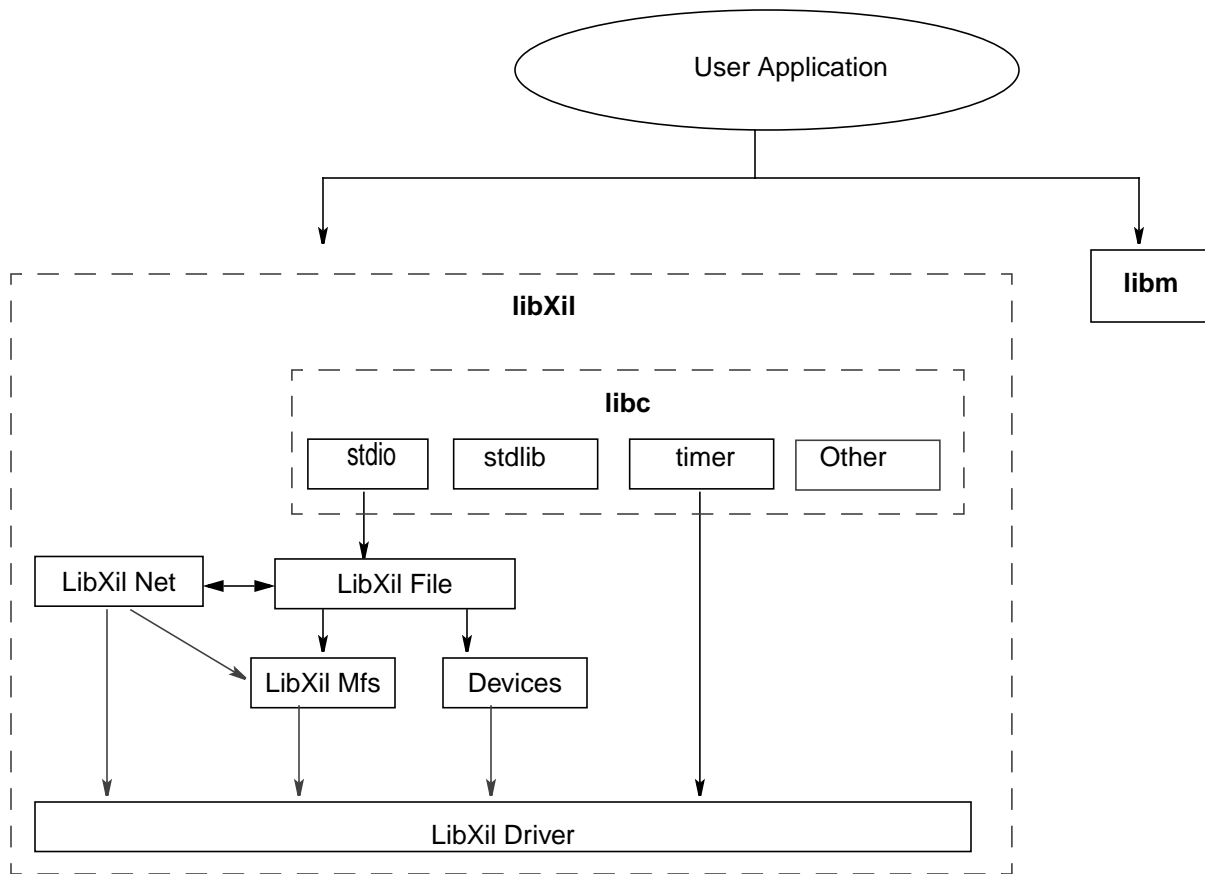 User Application
libm
libXil
libc
stdio
stdlib
timer
Other
LibXil Net
LibXil File
LibXil Mfs
Devices
LibXil Driver